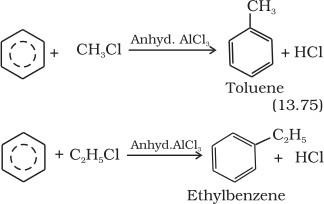 CH₃
+ CH₃Cl Anhyd. AlCl₃ + HCl
Toluene
(13.75)
+ C₂H₅Cl Anhyd.AlCl₃ C₂H₅
+ HCl
Ethylbenzene